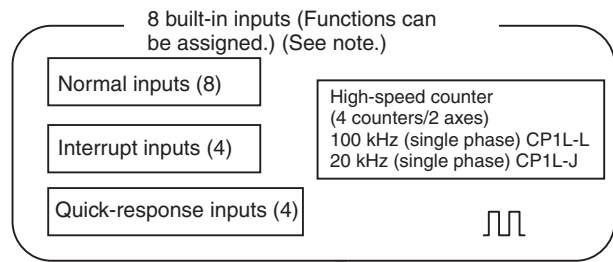 8 built-in inputs (Functions can
be assigned.) (See note.)
Normal inputs (8)
Interrupt inputs (4)
Quick-response inputs (4)
High-speed counter
(4 counters/2 axes)
100 kHz (single phase) CP1L-L
20 kHz (single phase) CP1L-J